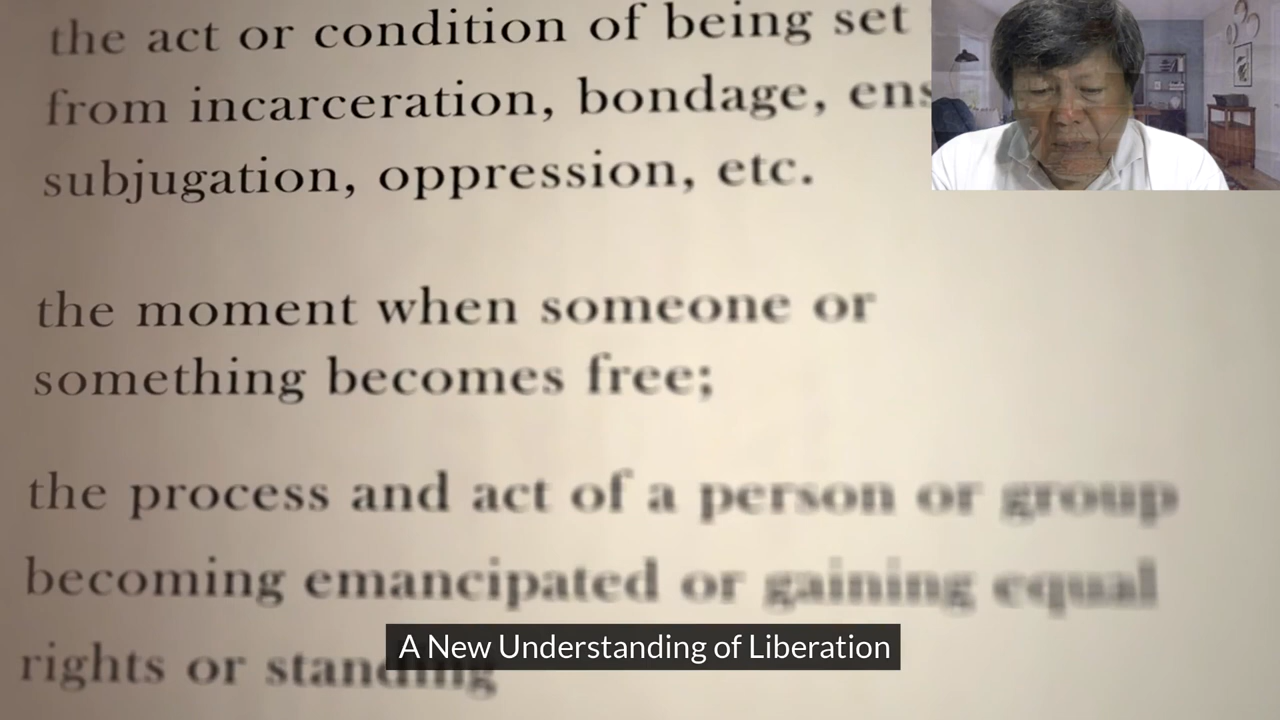 the act or condition of being set
from incarceration, bondage,
subjugation, oppression, etc.
the moment when someone or
something becomes free;
the process and act of a person or group
becoming emancipated or gaining equal
rights or standing
A New Understanding of Liberation